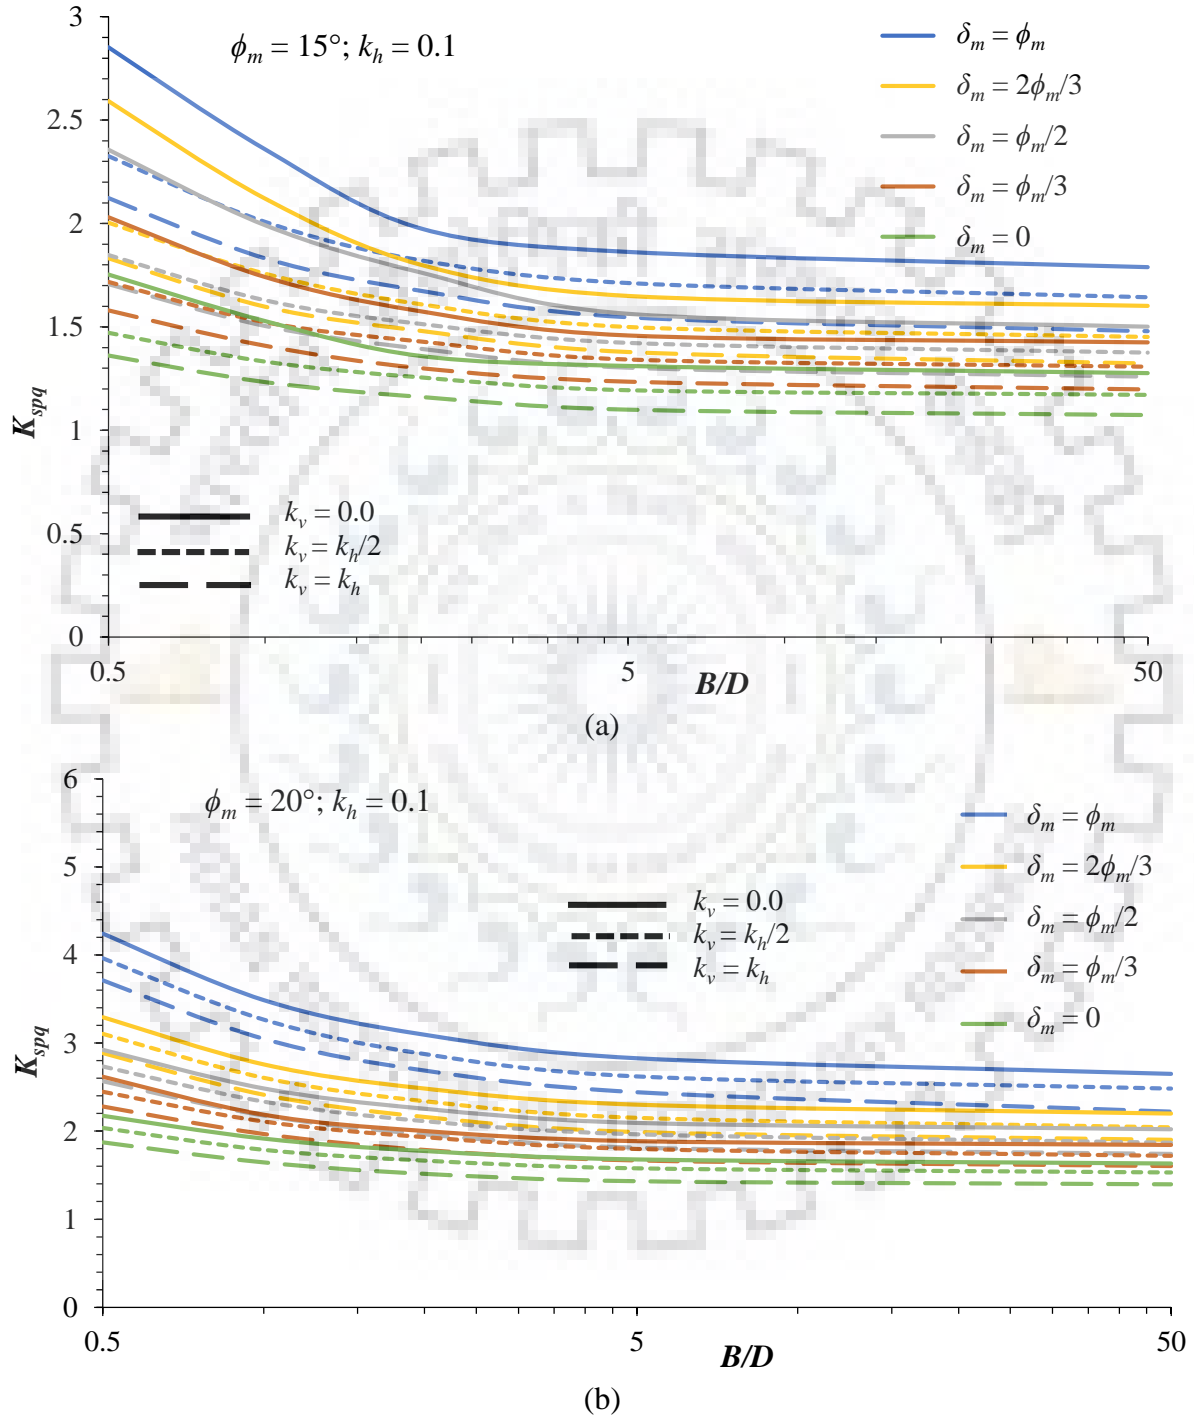 3
ϕm = 15°; kh = 0.1
δm = ϕm
δm = 2ϕm/3
δm = ϕm/2
δm = ϕm/3
δm = 0
2.5
2
1.5
1
0.5
0
Kspq
kv = 0.0
kv = kh/2
kv = kh
0.5
5
50
B/D
(a)
6
ϕm = 20°; kh = 0.1
δm = ϕm
δm = 2ϕm/3
δm = ϕm/2
δm = ϕm/3
δm = 0
5
4
3
2
1
0
Kspq
kv = 0.0
kv = kh/2
kv = kh
0.5
5
50
B/D
(b)